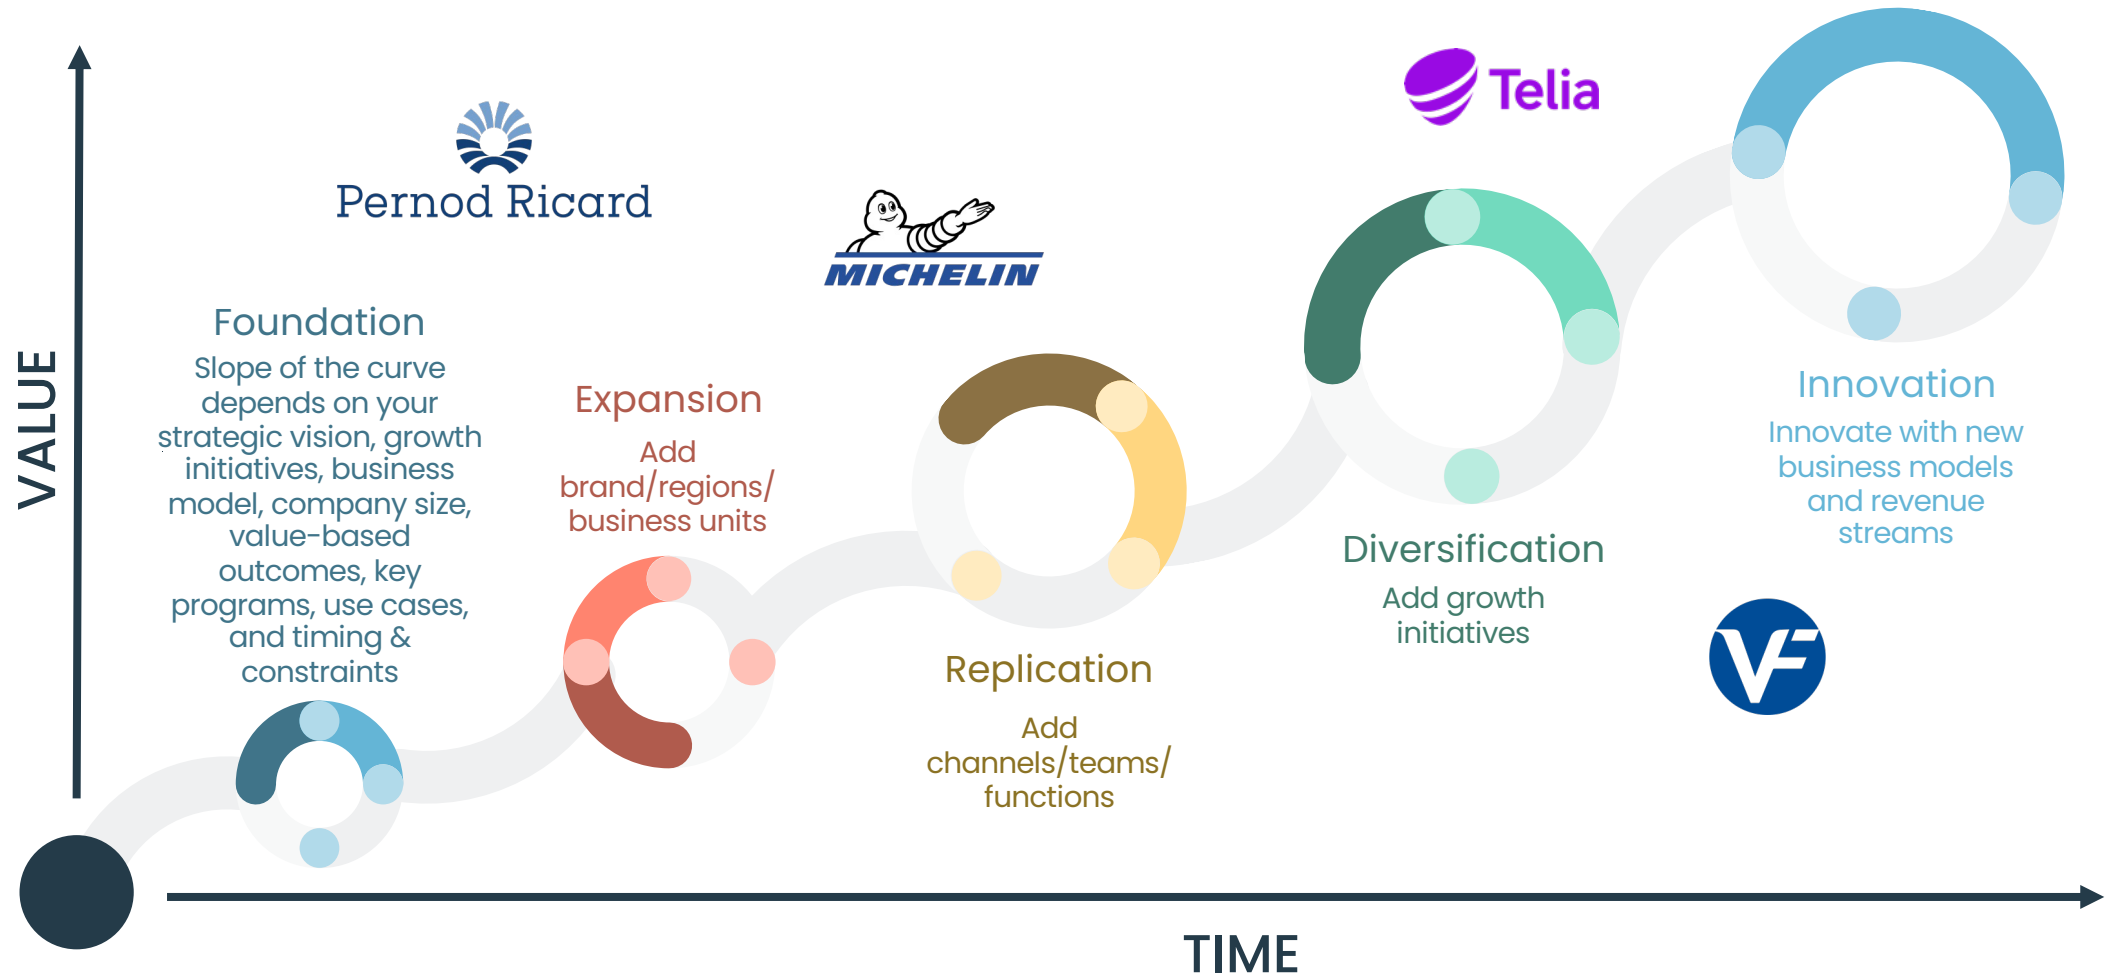 VALUE
Pernod Ricard
MICHELIN
Telia
Foundation
Slope of the curve
depends on your
strategic vision, growth
initiatives, business
model, company size,
value-based
outcomes, key
programs, use cases,
and timing &
constraints
Expansion
Add
brand/regions/
business units
Replication
Add
channels/teams/
functions
Diversification
Add growth
initiatives
Innovation
Innovate with new
business models
and revenue
streams
VF
TIME